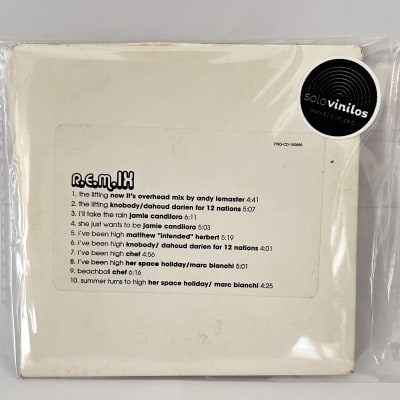 solovinilos
PRO-CD-100885
R.E.M.IX
1. the lifting now it's overhead mix by andy lemaster 4:41
2. the lifting knobody/dahoud darien for 12 nations 5:07
3. i'll take the rain jamie candiloro 6:11
4. she just wants to be jamie candiloro 5:03
5. i've been high matthew "intended" herbert 5:19
6. i've been high knobody/ dahoud darien for 12 nations 4:01
7. i've been high chef 4:56
8. i've been high her space holiday/marc bianchi 5:01
9. beachball chef 6:16
10. summer turns to high her space holiday/ marc bianchi 4:25